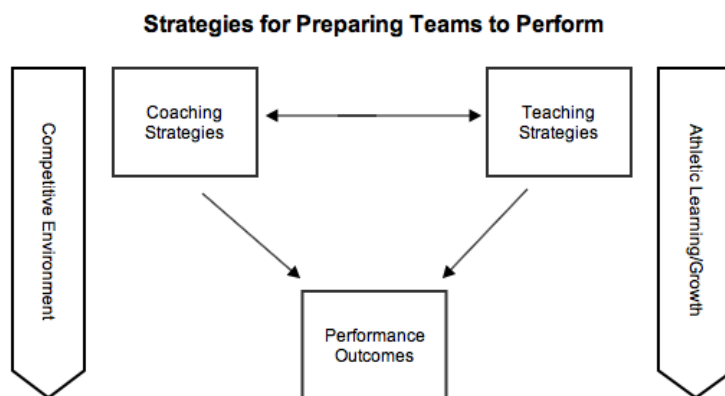 Strategies for Preparing Teams to Perform
Competitive Environment
Coaching
Strategies
Teaching
Strategies
Athletic Learning/Growth
Performance
Outcomes